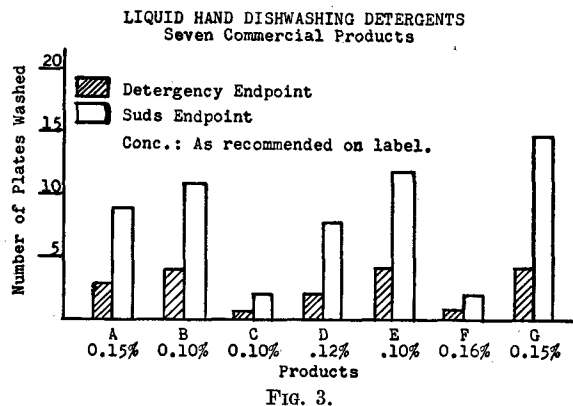 LIQUID HAND DISHWASHING DETERGENTS
Seven Commercial Products
Number of Plates Washed
20
15
10
5
Detergency Endpoint
Suds Endpoint
Conc.: As recommended on label.
A B C D E F G
0.15% 0.10% 0.10% .12% .10% 0.16% 0.15%
Products
FIG. 3.